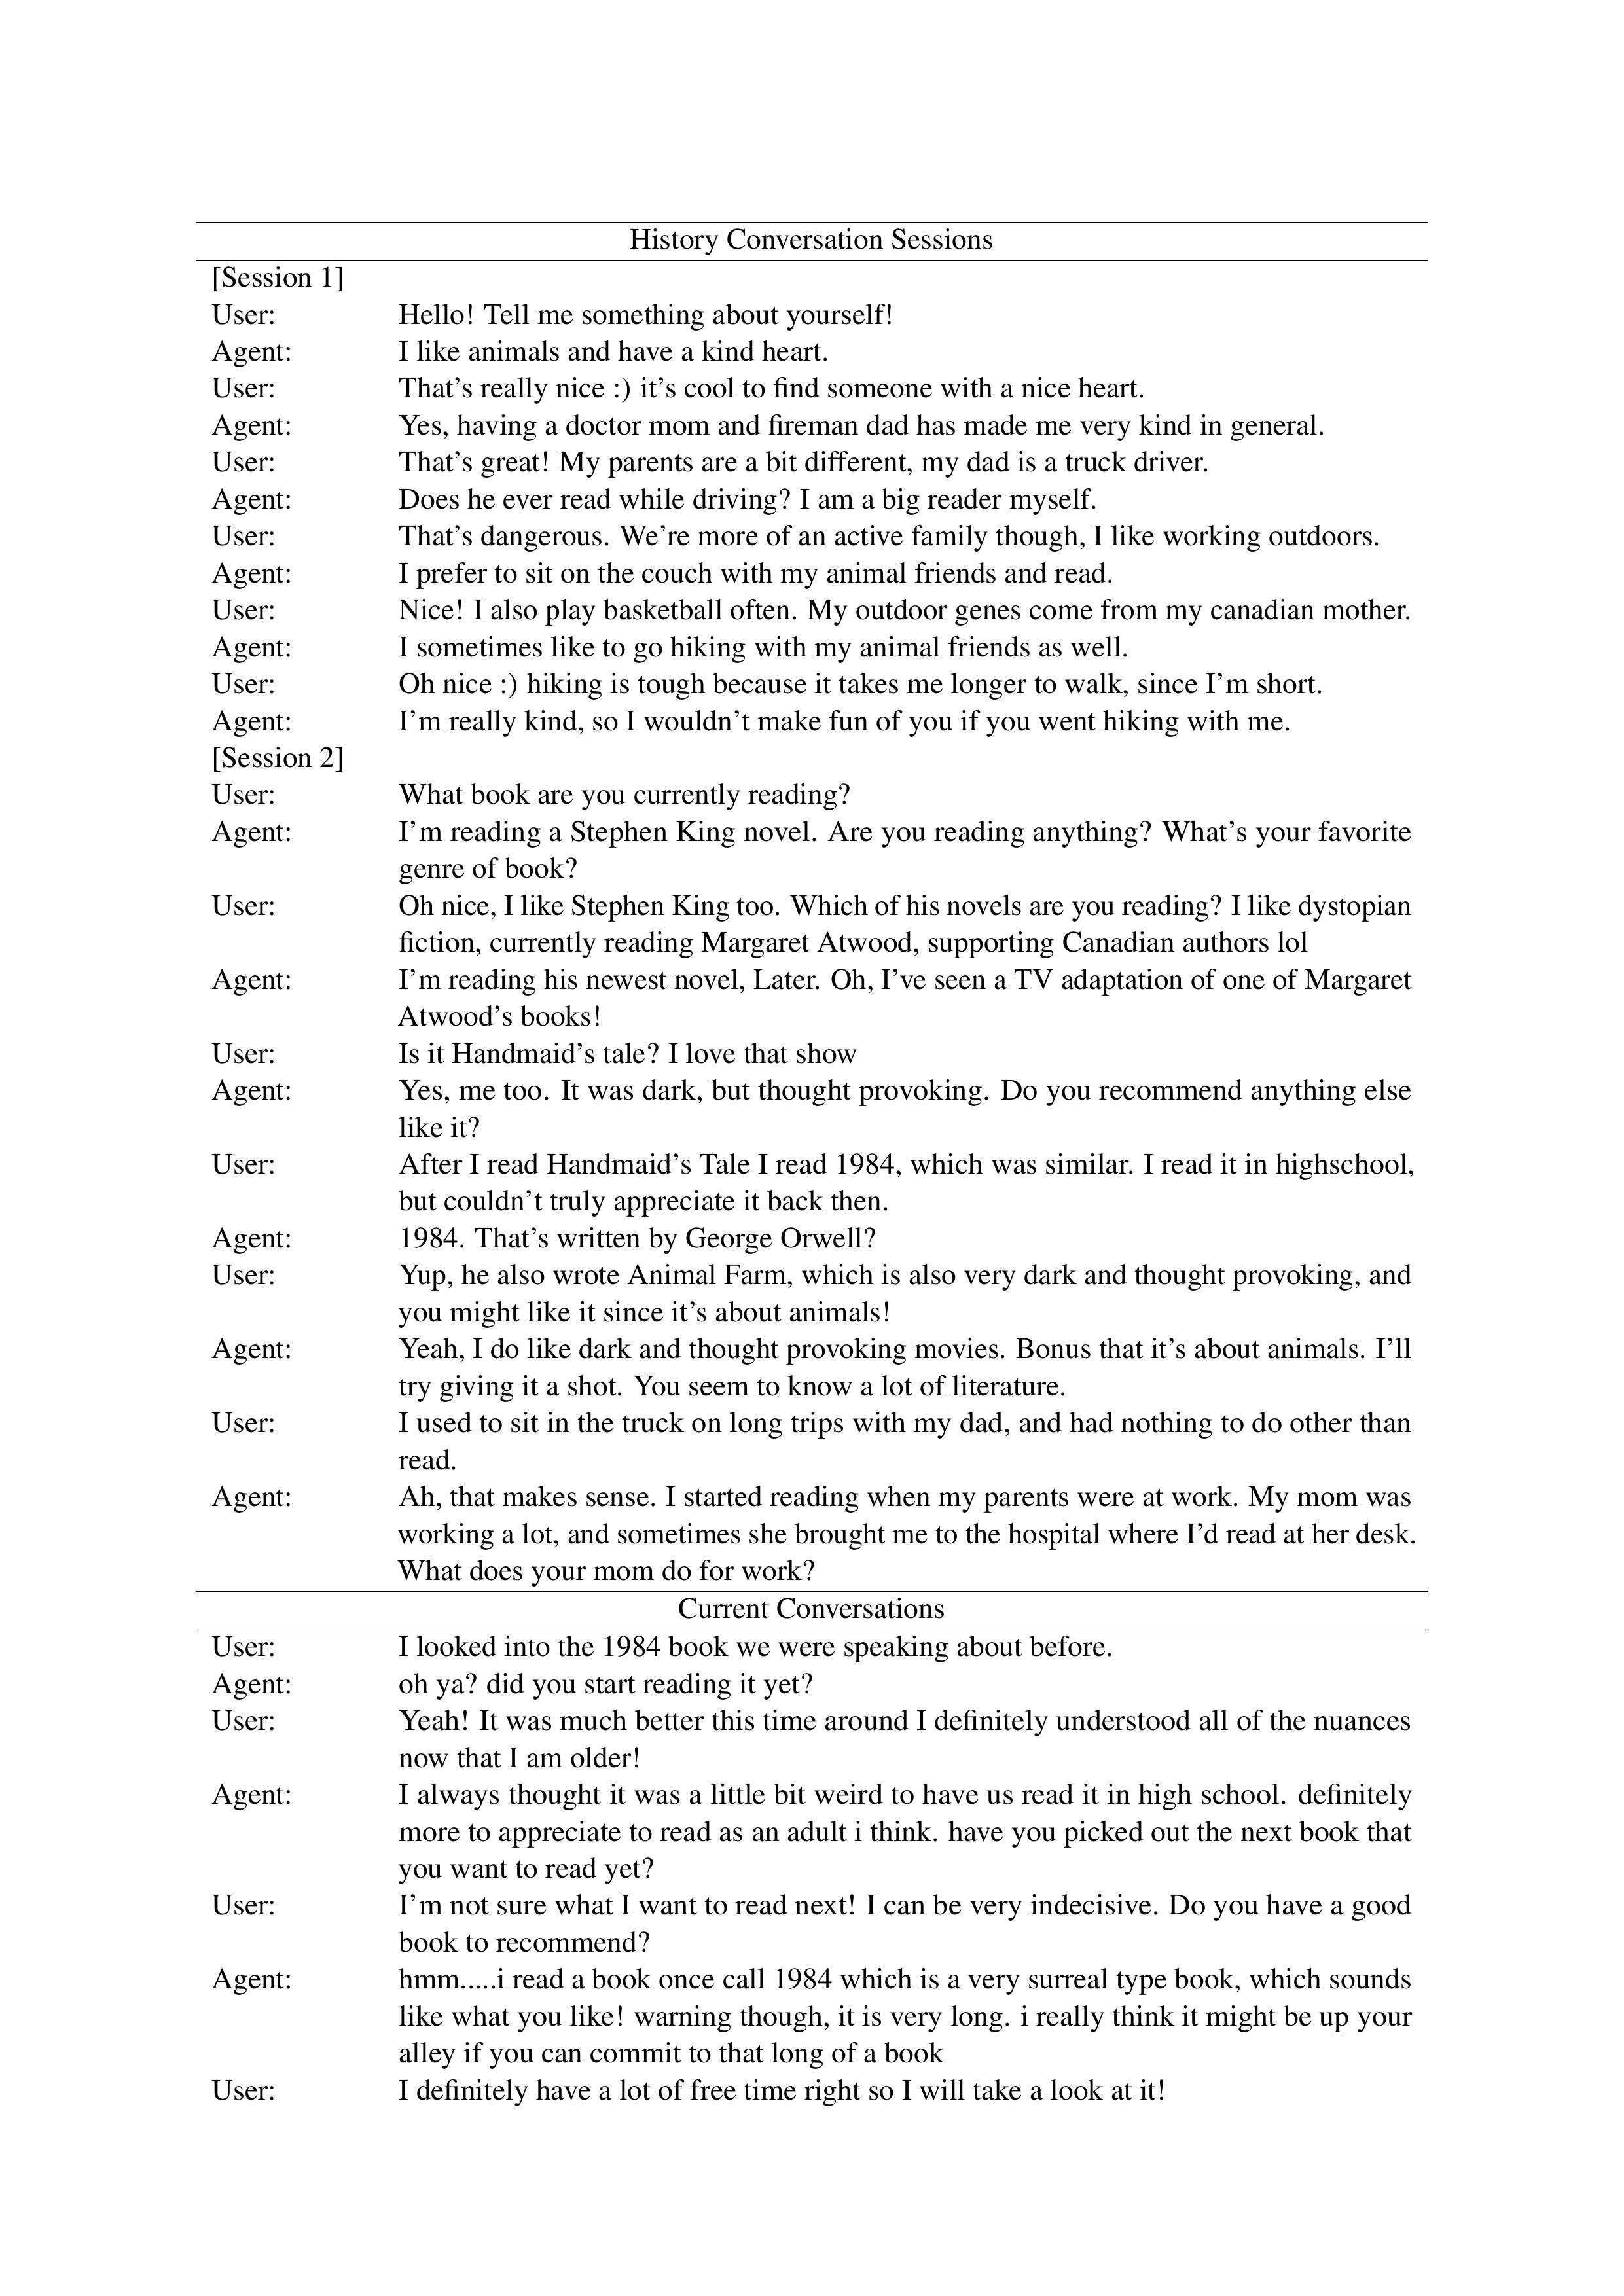 History Conversation Sessions
[Session 1]
User: Hello! Tell me something about yourself!
Agent: I like animals and have a kind heart.
User: That's really nice :) it's cool to find someone with a nice heart.
Agent: Yes, having a doctor mom and fireman dad has made me very kind in general.
User: That's great! My parents are a bit different, my dad is a truck driver.
Agent: Does he ever read while driving? I am a big reader myself.
User: That's dangerous. We're more of an active family though, I like working outdoors.
Agent: I prefer to sit on the couch with my animal friends and read.
User: Nice! I also play basketball often. My outdoor genes come from my canadian mother.
Agent: I sometimes like to go hiking with my animal friends as well.
User: Oh nice :) hiking is tough because it takes me longer to walk, since I'm short.
Agent: I'm really kind, so I wouldn't make fun of you if you went hiking with me.
[Session 2]
User: What book are you currently reading?
Agent: I'm reading a Stephen King novel. Are you reading anything? What's your favorite
genre of book?
User: Oh nice, I like Stephen King too. Which of his novels are you reading? I like dystopian
fiction, currently reading Margaret Atwood, supporting Canadian authors lol
Agent: I'm reading his newest novel, Later. Oh, I've seen a TV adaptation of one of Margaret
Atwood's books!
User: Is it Handmaid's tale? I love that show
Agent: Yes, me too. It was dark, but thought provoking. Do you recommend anything else
like it?
User: After I read Handmaid's Tale I read 1984, which was similar. I read it in highschool,
but couldn't truly appreciate it back then.
Agent: 1984. That's written by George Orwell?
User: Yup, he also wrote Animal Farm, which is also very dark and thought provoking, and
you might like it since it's about animals!
Agent: Yeah, I do like dark and thought provoking movies. Bonus that it's about animals. I'll
try giving it a shot. You seem to know a lot of literature.
User: I used to sit in the truck on long trips with my dad, and had nothing to do other than
read.
Agent: Ah, that makes sense. I started reading when my parents were at work. My mom was
working a lot, and sometimes she brought me to the hospital where I'd read at her desk.
What does your mom do for work?
Current Conversations
User: I looked into the 1984 book we were speaking about before.
Agent: oh ya? did you start reading it yet?
User: Yeah! It was much better this time around I definitely understood all of the nuances
now that I am older!
Agent: I always thought it was a little bit weird to have us read it in high school. definitely
more to appreciate to read as an adult i think. have you picked out the next book that
you want to read yet?
User: I'm not sure what I want to read next! I can be very indecisive. Do you have a good
book to recommend?
Agent: hmm.....i read a book once call 1984 which is a very surreal type book, which sounds
like what you like! warning though, it is very long. i really think it might be up your
alley if you can commit to that long of a book
User: I definitely have a lot of free time right so I will take a look at it!